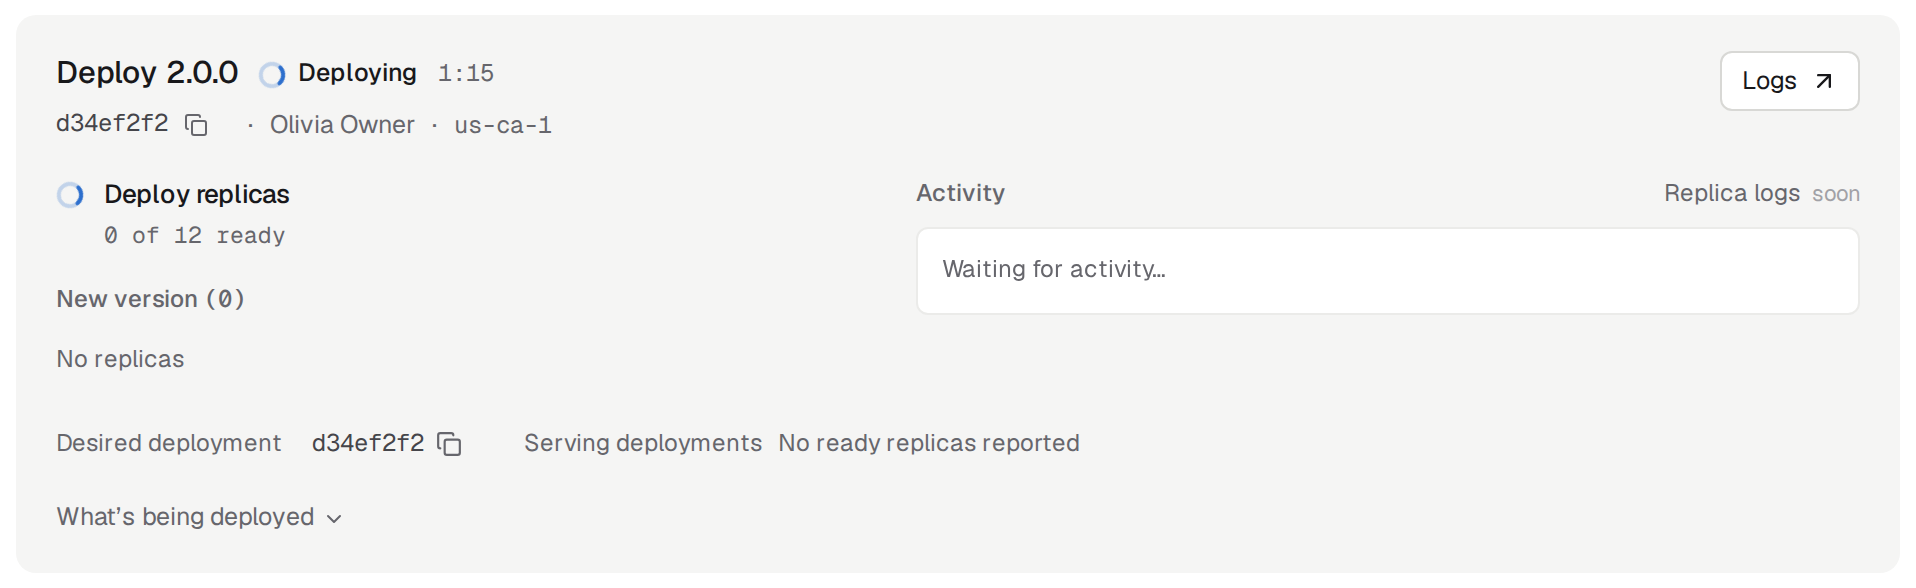 Deploy 2.0.0 Deploying 1:15
Logs
d34ef2f2 · Olivia Owner · us-ca-1
Deploy replicas
0 of 12 ready
New version (0)
No replicas
Activity
Replica logs soon
Waiting for activity…
Desired deployment d34ef2f2
Serving deployments No ready replicas reported
What’s being deployed